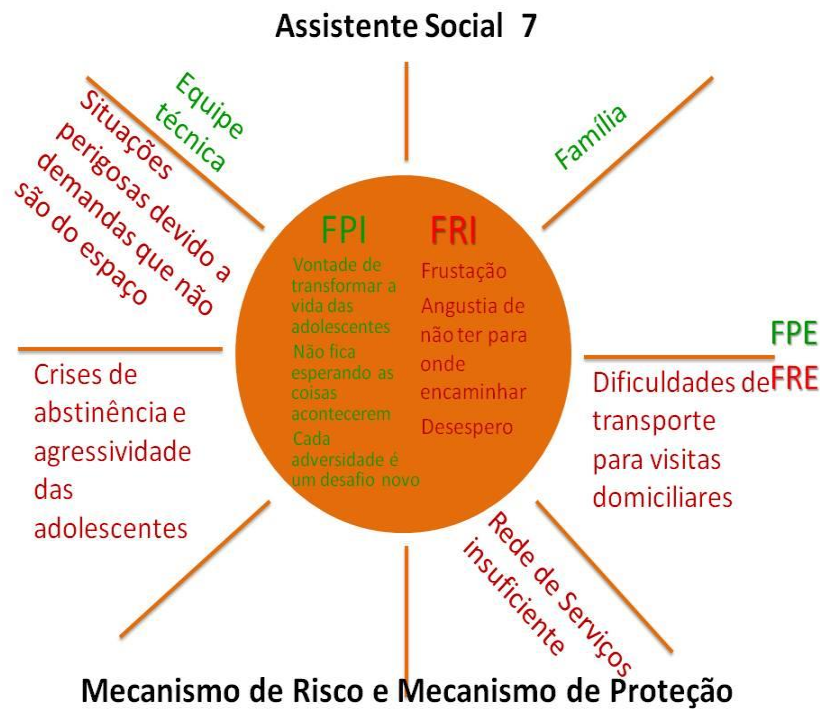 Assistente Social 7
Equipe
técnica
Situações
perigosas devido a
demandas que não
são do espaço
Família
FPI
Vontade de
transformar a
vida das
adolescentes
Não fica
esperando as
coisas
acontecerem
Cada
adversidade é
um desafio novo
FRI
Frustação
Angustia de
não ter para
onde
encaminhar
Desespero
FPE
FRE
Crises de
abstinência e
agressividade
das
adolescentes
Dificuldades de
transporte
para visitas
domiciliares
Rede de Serviços
insuficiente
Mecanismo de Risco e Mecanismo de Proteção